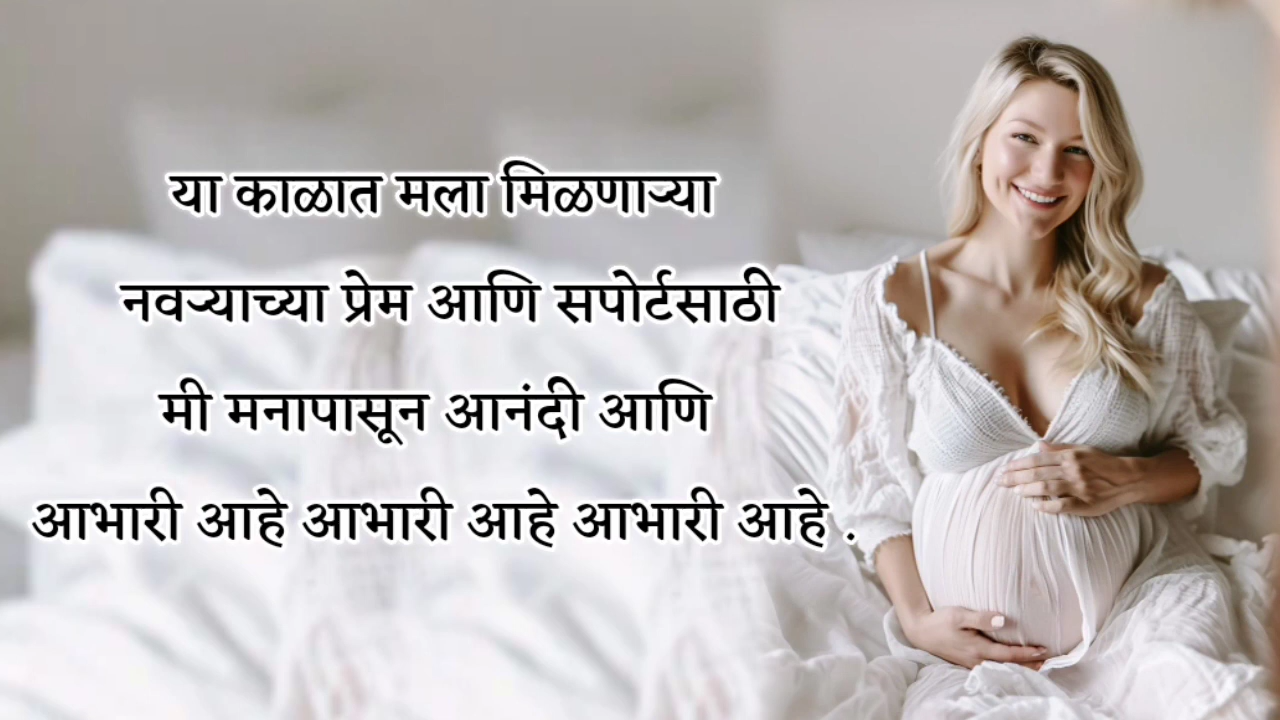 या काळात मला मिळणाऱ्या
नवऱ्याच्या प्रेम आणि सपोर्टसाठी
मी मनापासून आनंदी आणि
आभारी आहे आभारी आहे आभारी आहे .